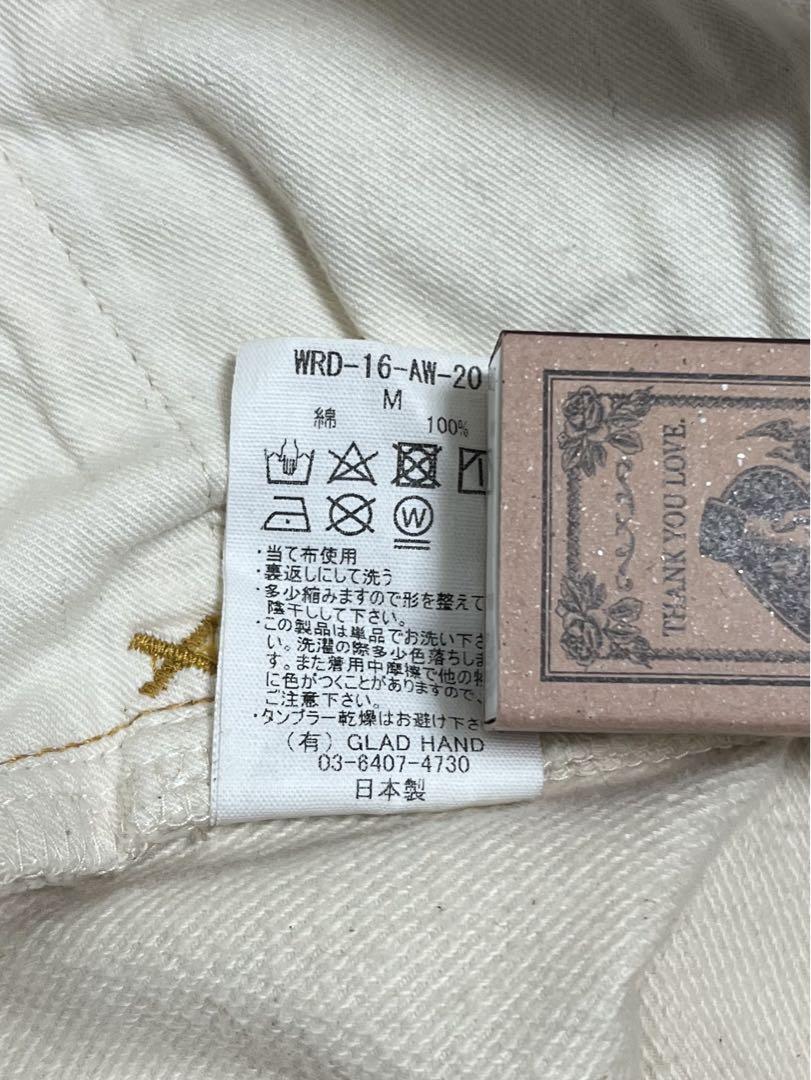 WRD-16-AW-20
M
綿 100%
W
・当て布使用
・裏返しにして洗う
・多少縮みますので形を整えて
陰干しして下さい。
・この製品は単品でお洗い下さ
い。洗濯の際多少色落ちしま
す。また着用中摩擦で他の物
に色がつくことがありますので、
ご注意下さい。
・タンブラー乾燥はお避け下さ
(有) GLAD HAND
03-6407-4730
日本製
THANK YOU LOVE.